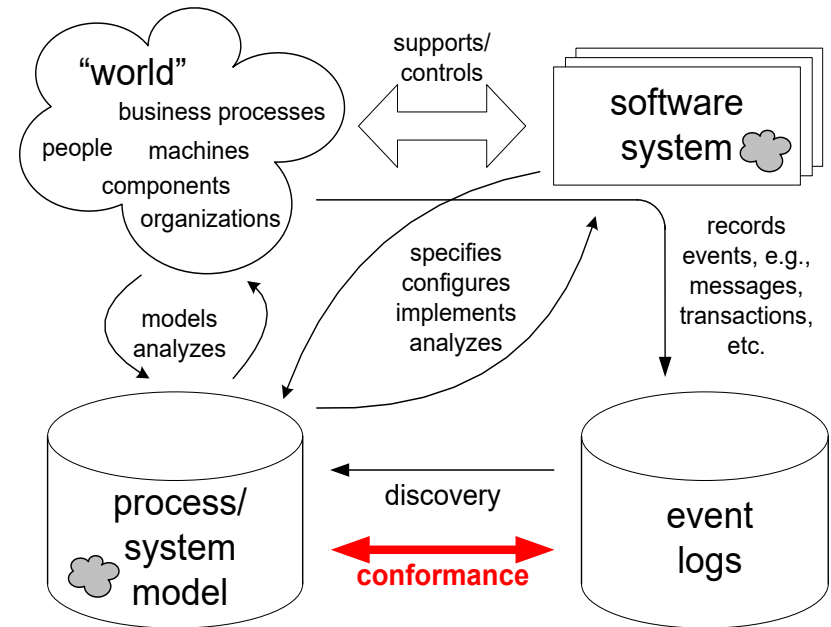 “world”
business processes
people machines
components
organizations
supports/
controls
software
system
specifies
configures
implements
analyzes
records
events, e.g.,
messages,
transactions,
etc.
models
analyzes
process/
system
model
discovery
conformance
event
logs